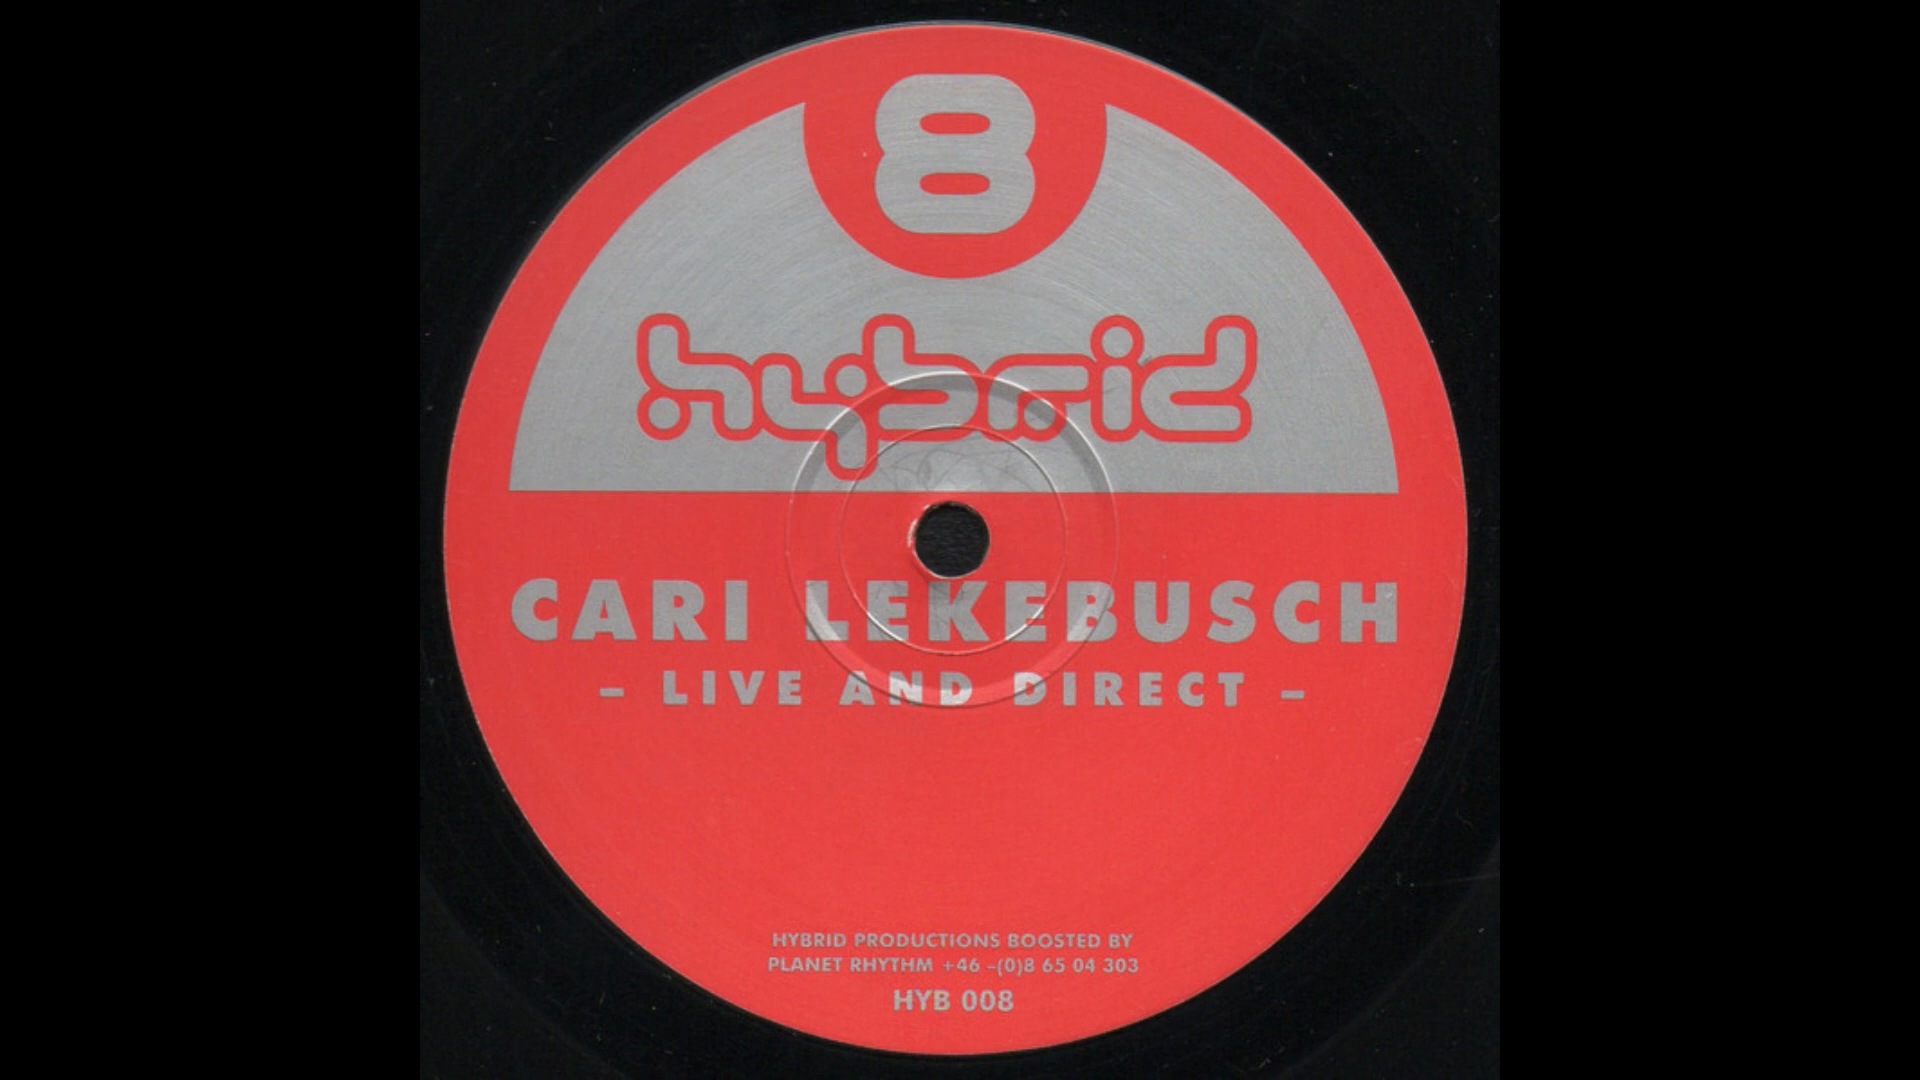 8
hybrid
CARI LEKEBUSCH
– LIVE AND DIRECT –
HYBRID PRODUCTIONS BOOSTED BY
PLANET RHYTHM +46 –(0)8 65 04 303
HYB 008